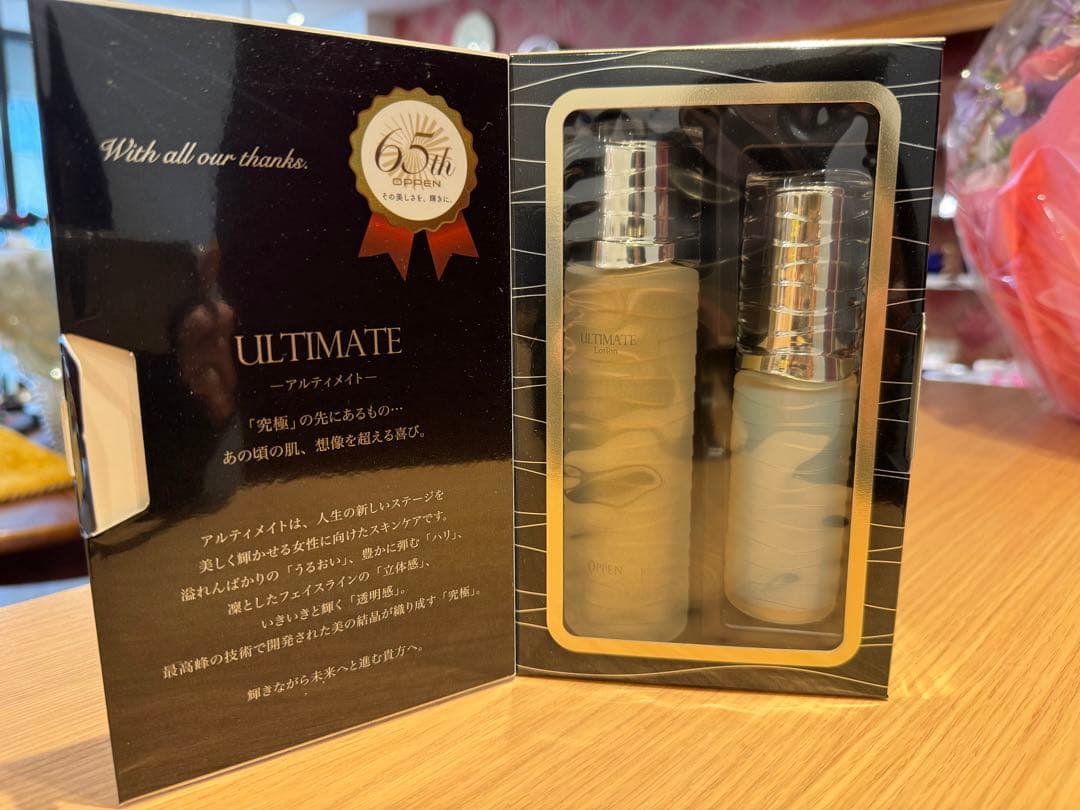 With all our thanks.
65th
OPPEN
その美しさを、輝きに。
ULTIMATE
—アルティメイト—
「究極」の先にあるもの…
あの頃の肌、想像を超える喜び。
アルティメイトは、人生の新しいステージを
美しく輝かせる女性に向けたスキンケアです。
溢れんばかりの「うるおい」、豊かに弾む「ハリ」、
凜としたフェイスラインの「立体感」、
いきいきと輝く「透明感」。
最高峰の技術で開発された美の結晶が織り成す「究極」。
輝きながら未来へと進む貴方へ。
ULTIMATE
Lotion
OPPEN